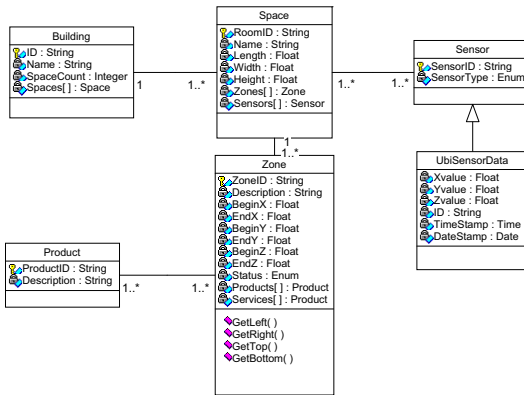 Building
ID : String
Name : String
SpaceCount : Integer
Spaces[ ] : Space
1
1..*
Space
RoomID : String
Name : String
Length : Float
Width : Float
Height : Float
Zones[ ] : Zone
Sensors[ ] : Sensor
1..*
1..*
Sensor
SensorID : String
SensorType : Enum
1
1..*
UbiSensorData
Xvalue : Float
Yvalue : Float
Zvalue : Float
ID : String
TimeStamp : Time
DateStamp : Date
Zone
ZoneID : String
Description : String
BeginX : Float
EndX : Float
BeginY : Float
EndY : Float
BeginZ : Float
EndZ : Float
Status : Enum
Products[ ] : Product
Services[ ] : Product
GetLeft( )
GetRight( )
GetTop( )
GetBottom( )
Product
ProductID : String
Description : String
1..*
1..*